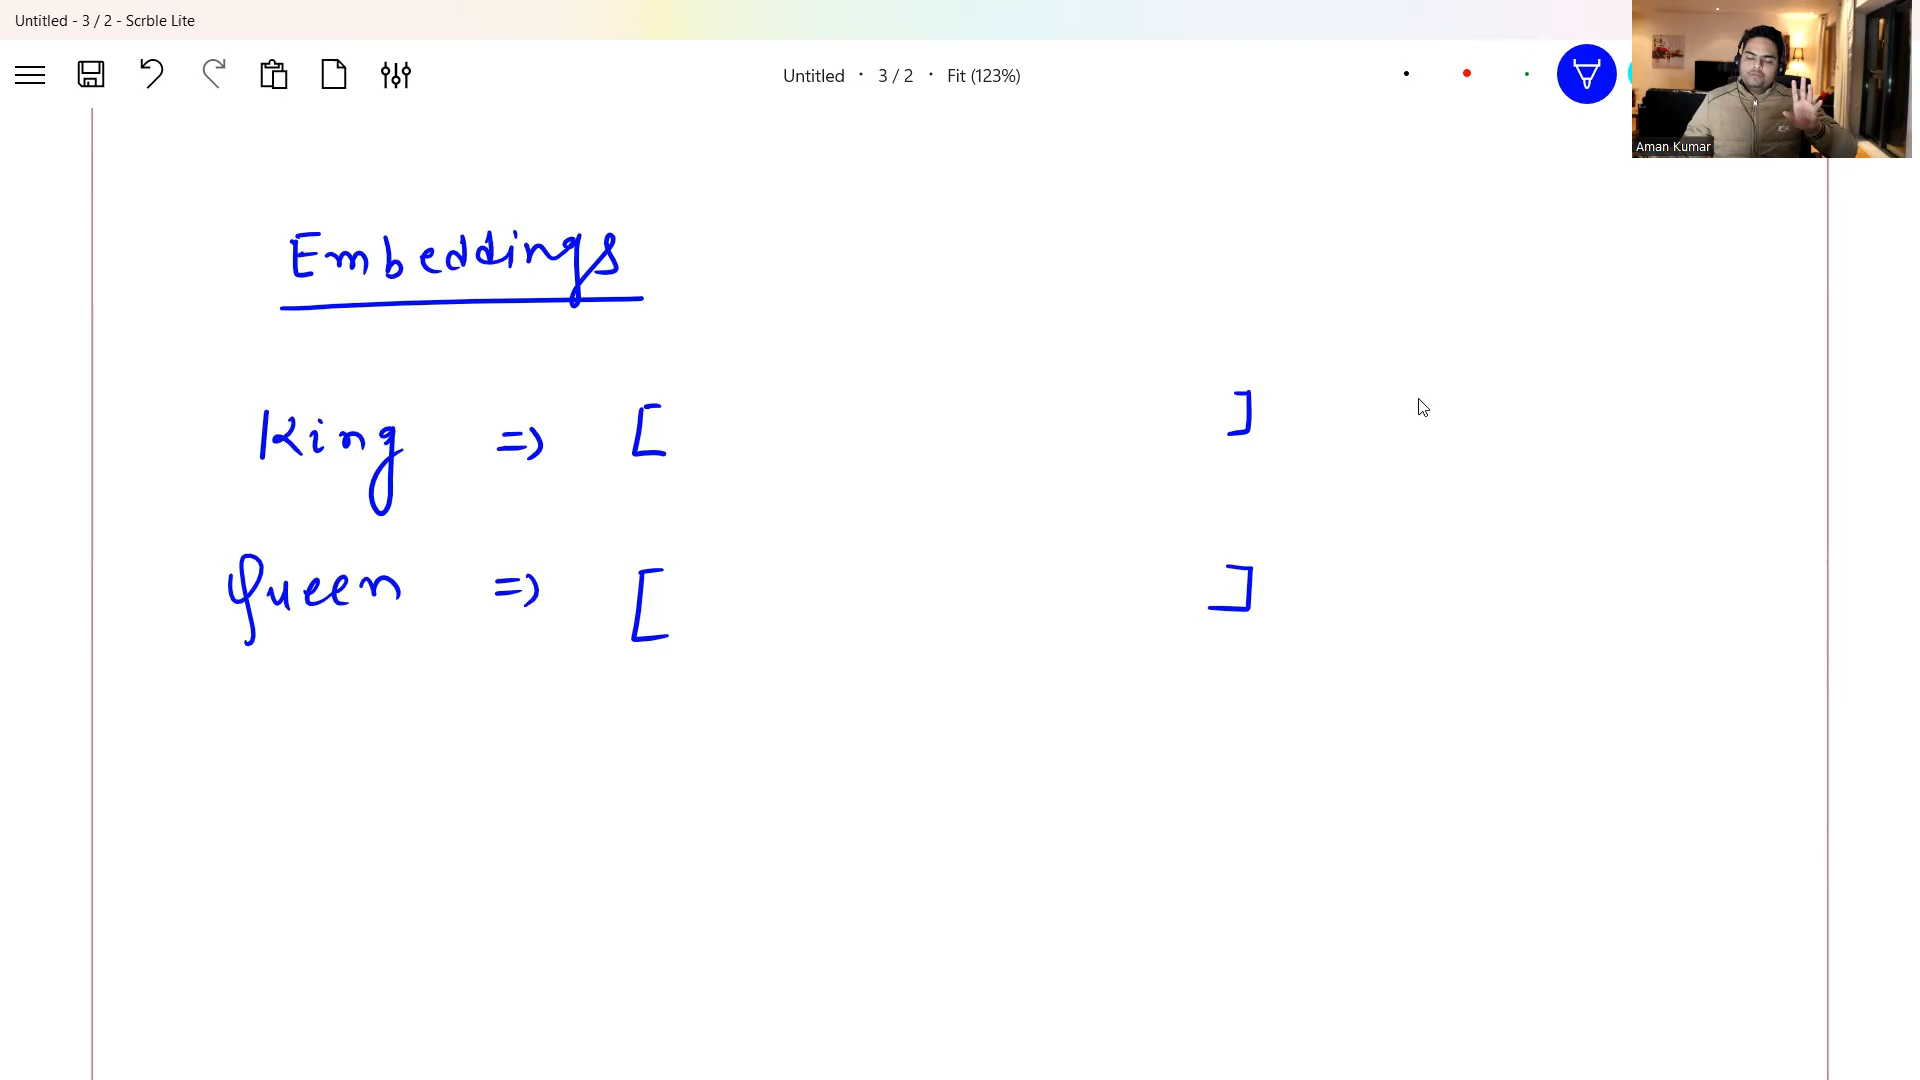 Untitled - 3 / 2 - Scrble Lite
Untitled • 3 / 2 • Fit (123%)
Aman Kumar
Embeddings
King => [ ]
Queen => [ ]